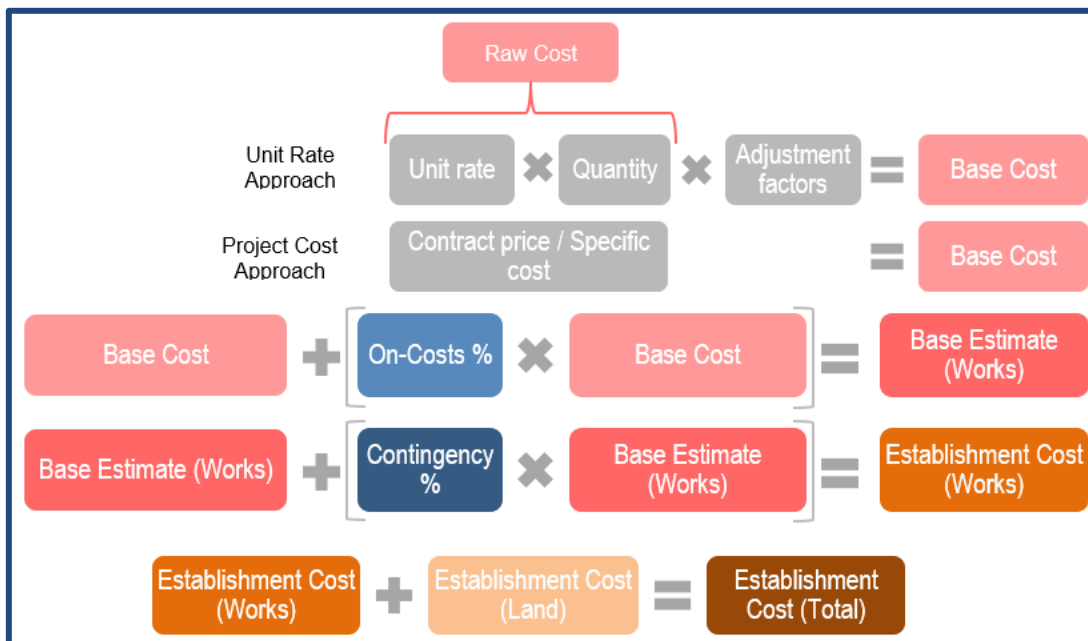 Raw Cost
Unit Rate
Approach
Unit rate
Quantity
Adjustment
factors
Base Cost
Project Cost
Approach
Contract price / Specific
cost
Base Cost
Base Cost
On-Costs %
Base Cost
Base Estimate
(Works)
Base Estimate (Works)
Contingency
%
Base Estimate
(Works)
Establishment Cost
(Works)
Establishment Cost
(Works)
Establishment Cost
(Land)
Establishment
Cost (Total)